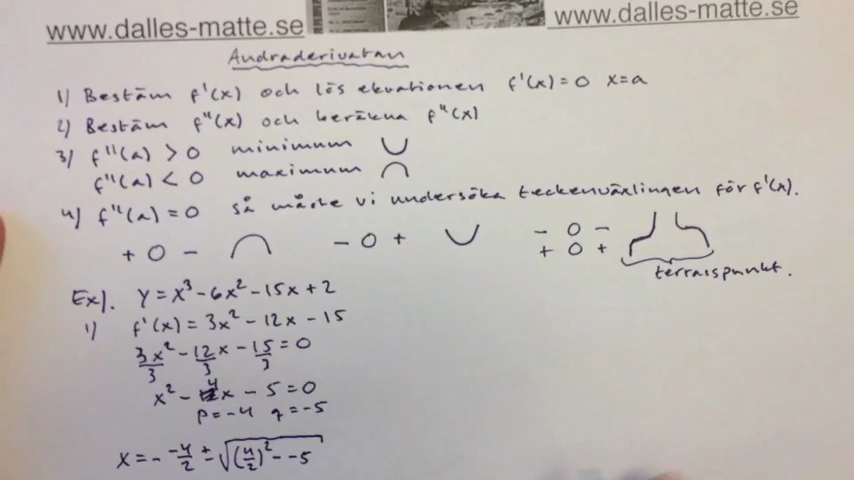 www.dalles-matte.se www.dalles-matte.se
Andraderivatan
1) Bestäm f'(x) och lös ekvationen f'(x)=0 x=a
2) Bestäm f"(x) och beräkna f"(x)
3) f"(a) > 0 minimum
f"(a) < 0 maximum
4) f"(a) = 0 så måste vi undersöka teckenväxlingen för f'(x).
+ 0 - - 0 + - 0 -
+ 0 +
terrasspunkt.
Ex). y = x³ - 6x² - 15x + 2
1) f'(x) = 3x² - 12x - 15
3x²/3 - 12x/3 - 15/3 = 0
x² - 4x - 5 = 0
p = -4 q = -5
x = - -4/2 ± √((4/2)² - -5)